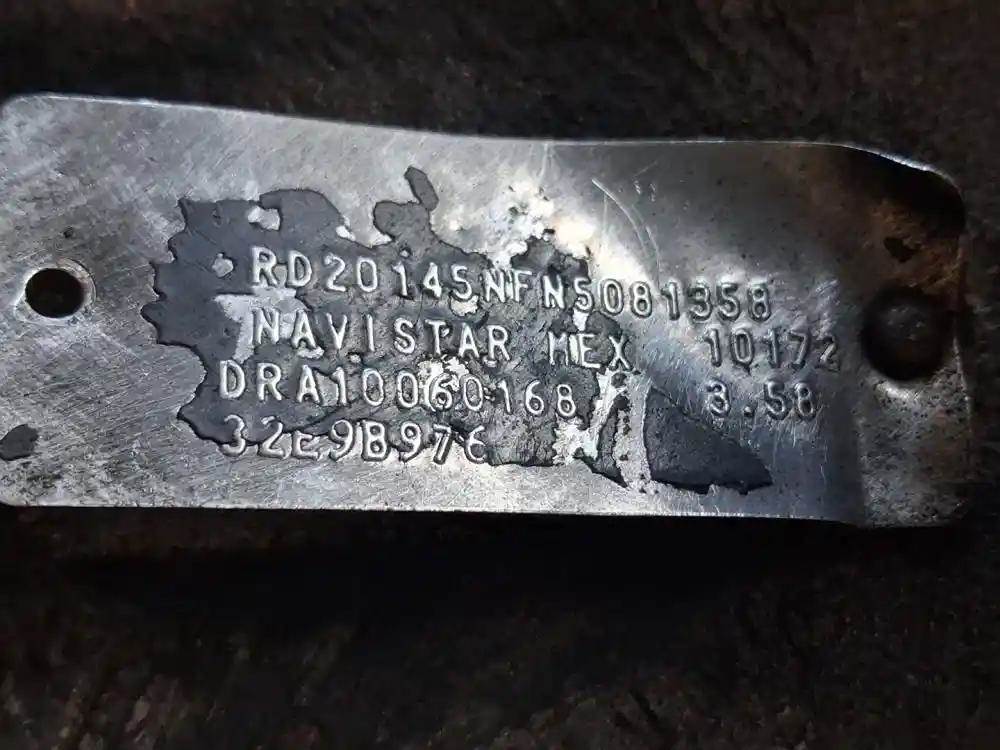 RD20145NFN5081358
NAVISTAR MEX 10172
DRA10060168 3.58
32E9B976